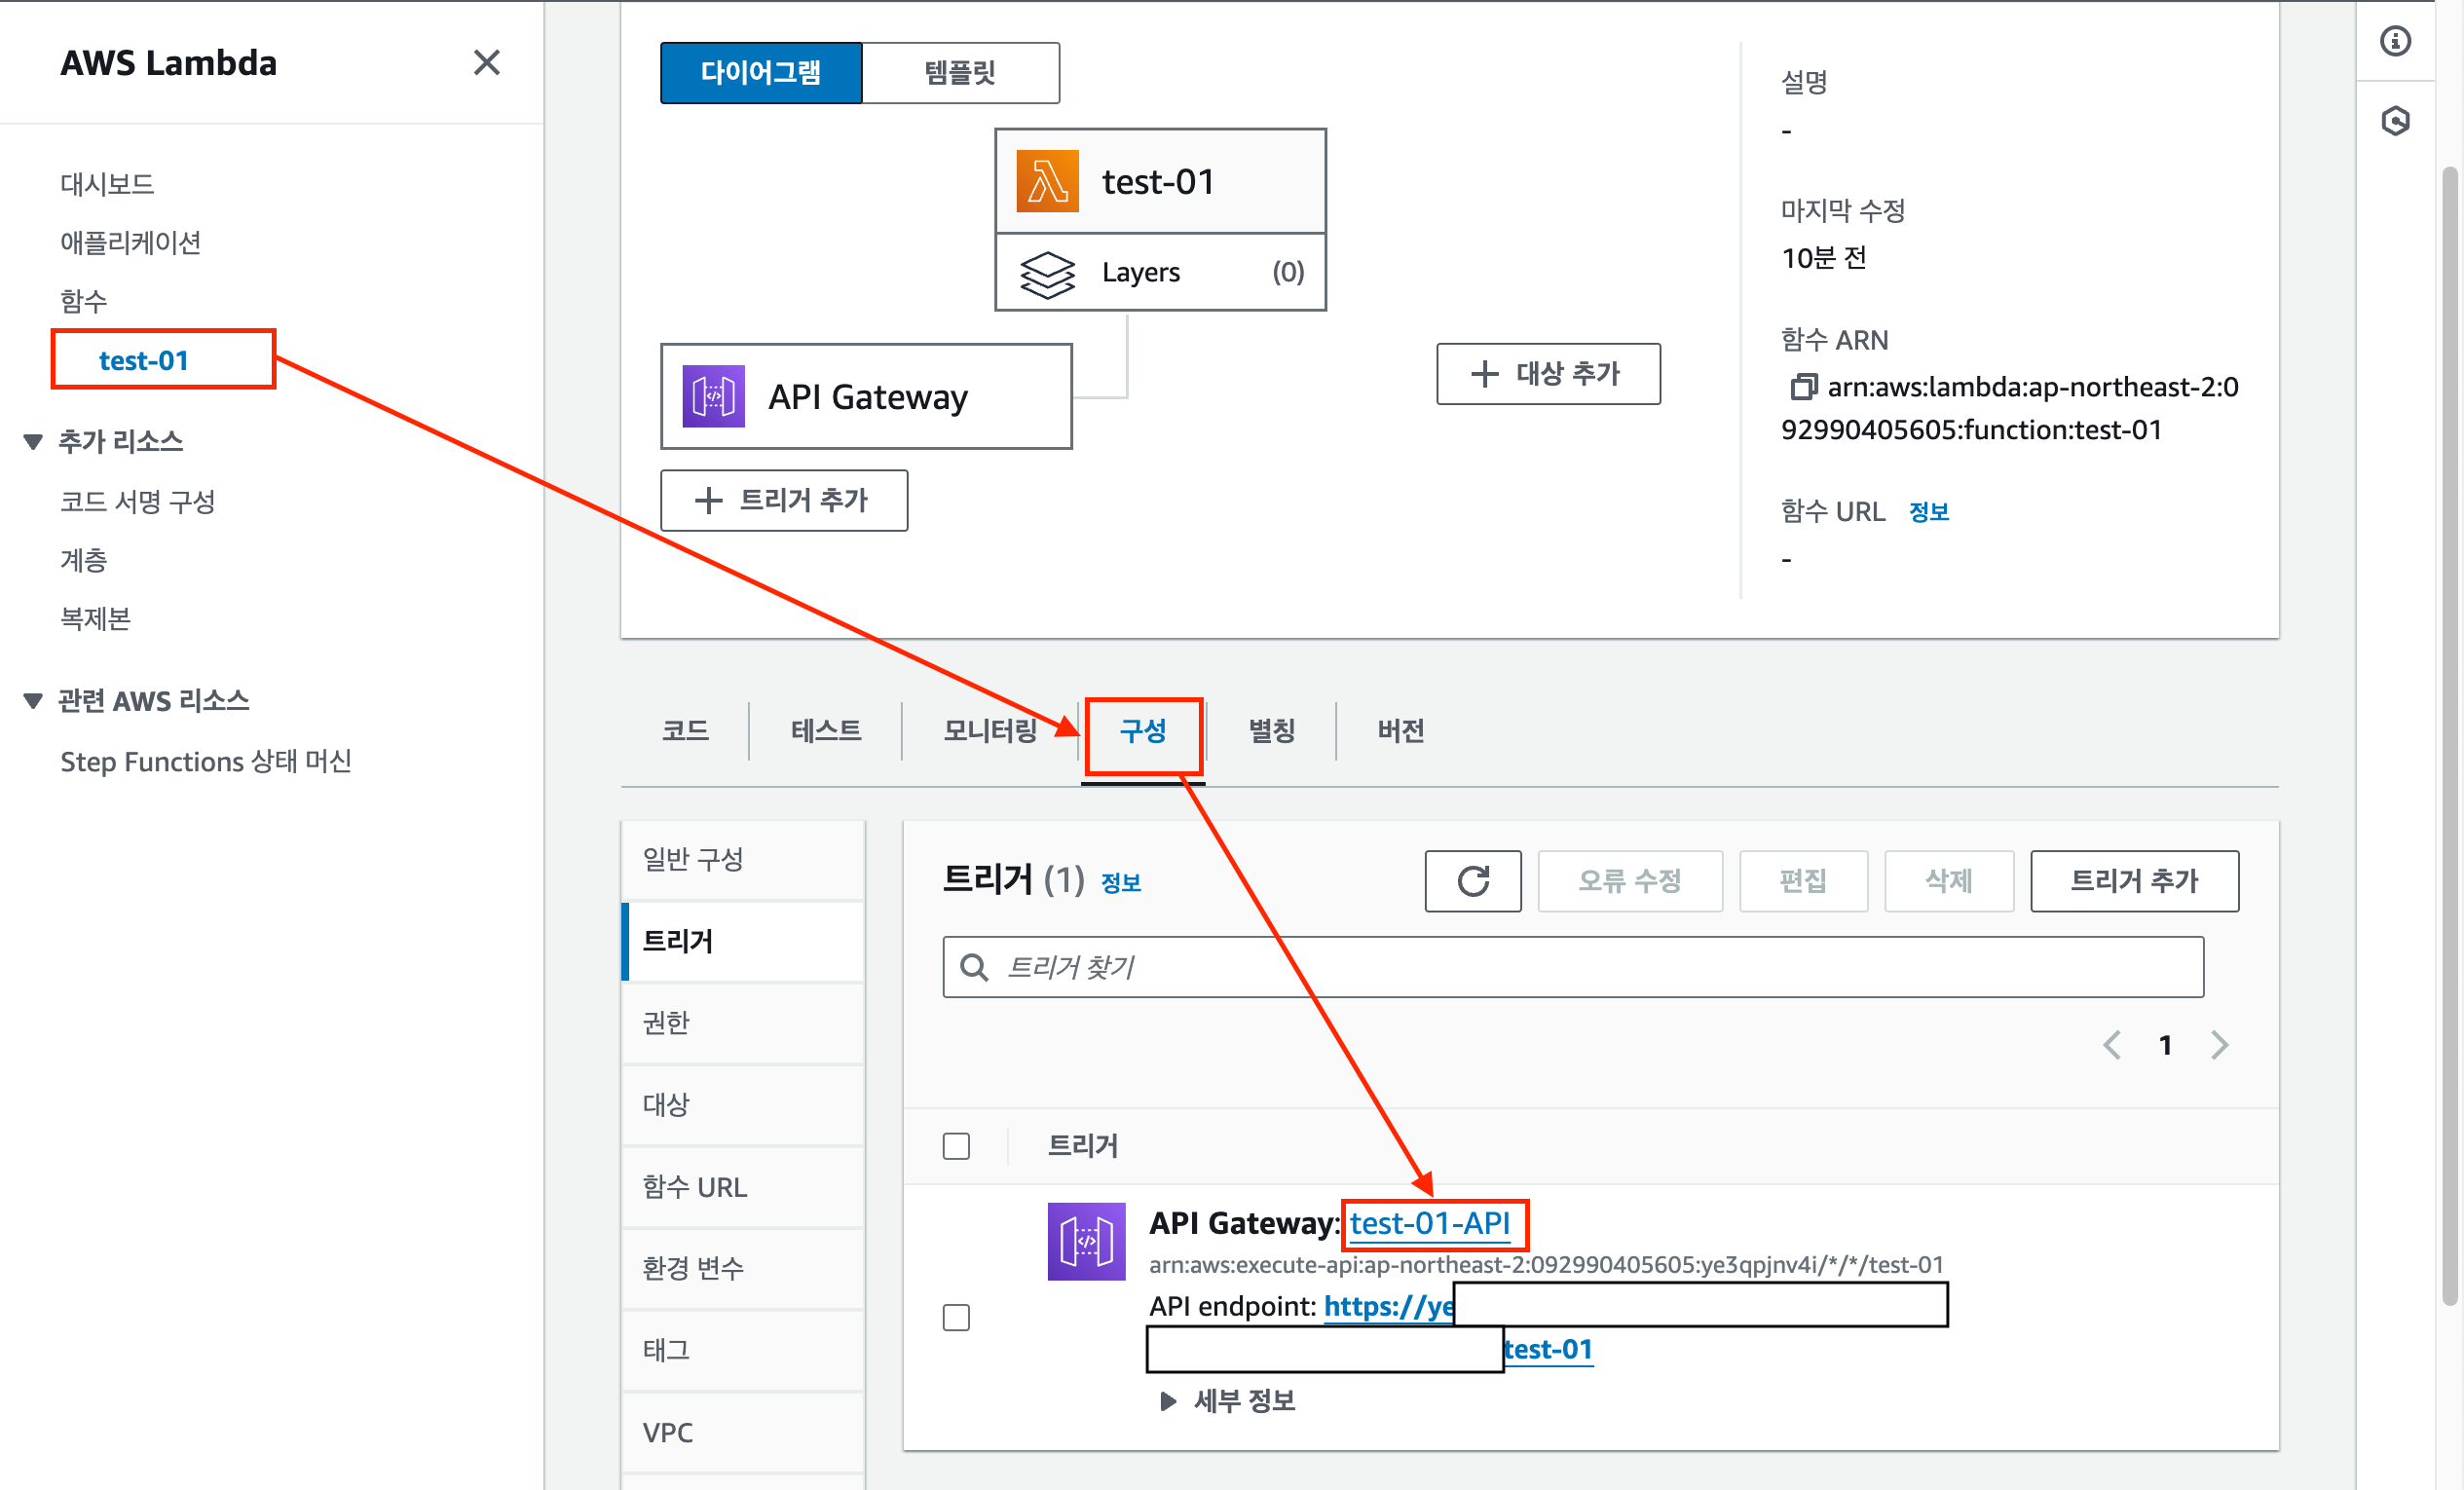 AWS Lambda
대시보드
애플리케이션
함수
test-01
추가 리소스
코드 서명 구성
계층
복제본
관련 AWS 리소스
Step Functions 상태 머신
다이어그램
템플릿
test-01
Layers (0)
API Gateway
트리거 추가
대상 추가
설명
-
마지막 수정
10분 전
함수 ARN
arn:aws:lambda:ap-northeast-2:0
92990405605:function:test-01
함수 URL 정보
-
코드
테스트
모니터링
구성
별칭
버전
일반 구성
트리거
권한
대상
함수 URL
환경 변수
태그
VPC
트리거 (1) 정보
오류 수정
편집
삭제
트리거 추가
트리거 찾기
1
트리거
API Gateway: test-01-API
arn:aws:execute-api:ap-northeast-2:092990405605:ye3qpjnv4i/*/*/test-01
API endpoint: https://ye
test-01
세부 정보